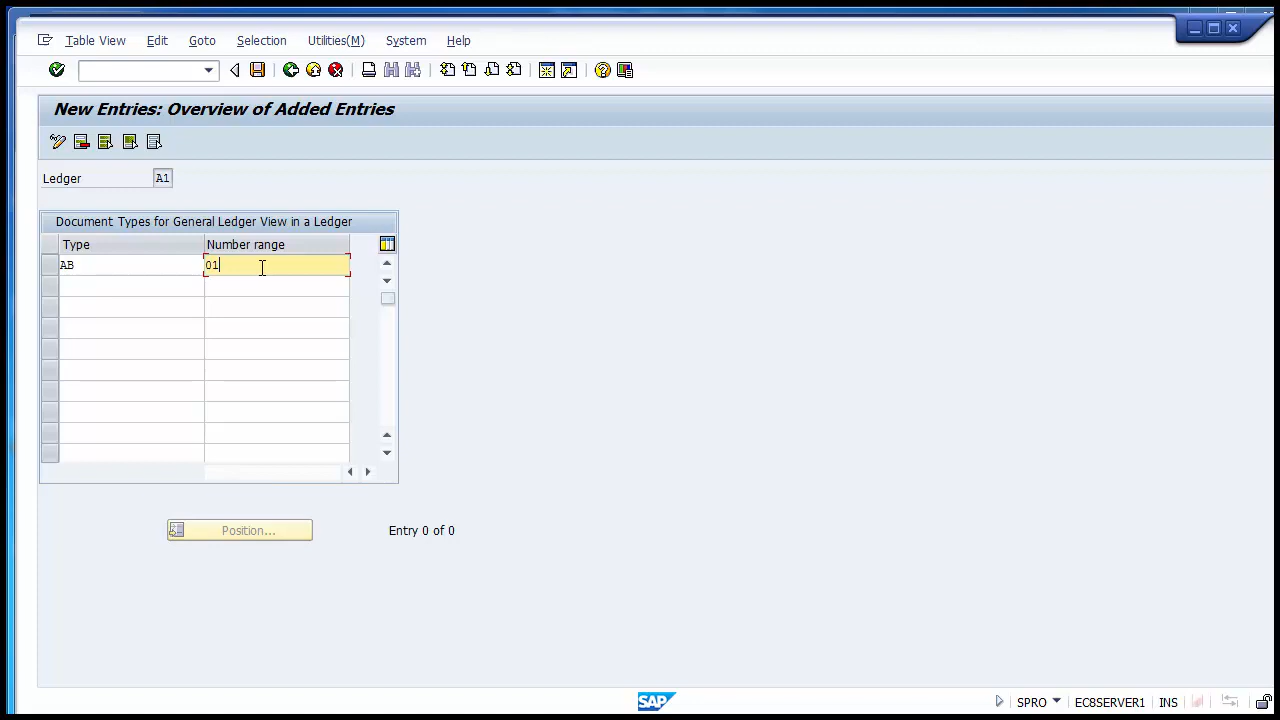 Table View Edit Goto Selection Utilities(M) System Help
New Entries: Overview of Added Entries
Ledger A1
Document Types for General Ledger View in a Ledger
Type Number range
AB 01
Position... Entry 0 of 0
SAP SPRO EC8SERVER1 INS